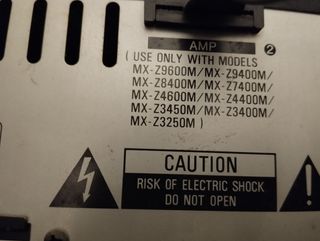 AMP 2
( USE ONLY WITH MODELS
MX-Z9600M/MX-Z9400M/
MX-Z8400M/MX-Z7400M/
MX-Z4600M/MX-Z4400M/
MX-Z3450M/MX-Z3400M/
MX-Z3250M )
CAUTION
RISK OF ELECTRIC SHOCK
DO NOT OPEN